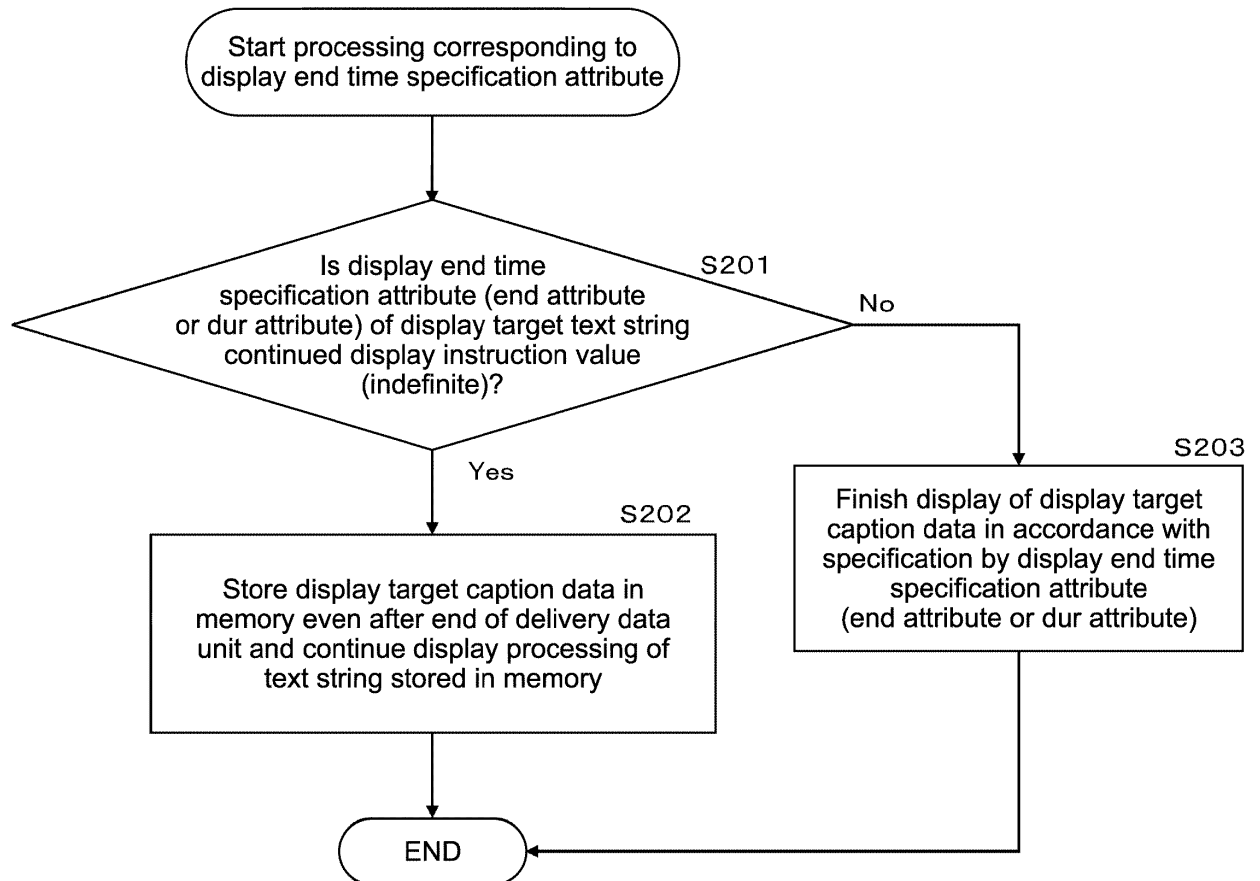 Start processing corresponding to
display end time specification attribute
S201
Is display end time
specification attribute (end attribute
or dur attribute) of display target text string
continued display instruction value
(indefinite)?
No
Yes
S203
Finish display of display target
caption data in accordance with
specification by display end time
specification attribute
(end attribute or dur attribute)
S202
Store display target caption data in
memory even after end of delivery data
unit and continue display processing of
text string stored in memory
END